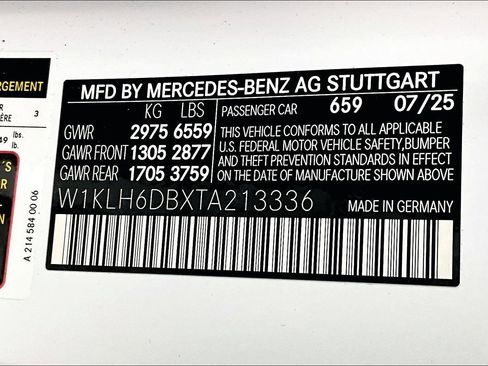 MFD BY MERCEDES-BENZ AG STUTTGART
KG LBS PASSENGER CAR 659 07/25
GVWR 2975 6559
GAWR FRONT 1305 2877
GAWR REAR 1705 3759
THIS VEHICLE CONFORMS TO ALL APPLICABLE
U.S. FEDERAL MOTOR VEHICLE SAFETY,BUMPER
AND THEFT PREVENTION STANDARDS IN EFFECT
ON THE DATE OF MANUFACTURE SHOWN ABOVE
W1KLH6DBXTA213336 MADE IN GERMANY
3
lbs.
lb.
A 214 584 00 06